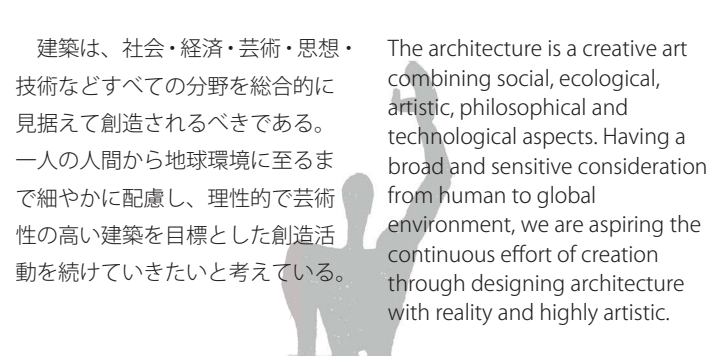 建築は、社会・経済・芸術・思想・
技術などすべての分野を総合的に
見据えて創造されるべきである。
一人の人間から地球環境に至るま
で細やかに配慮し、理性的で芸術
性の高い建築を目標とした創造活
動を続けていきたいと考えている。
The architecture is a creative art
combining social, ecological,
artistic, philosophical and
technological aspects. Having a
broad and sensitive consideration
from human to global
environment, we are aspiring the
continuous effort of creation
through designing architecture
with reality and highly artistic.